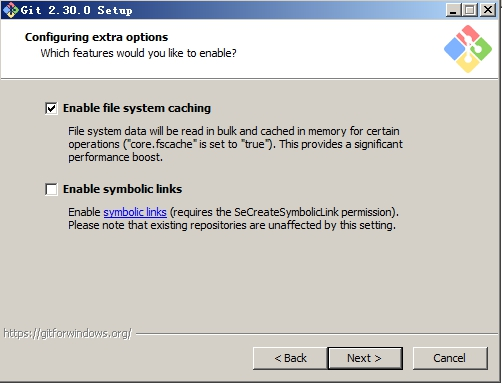 Git 2.30.0 Setup
Configuring extra options
Which features would you like to enable?
Enable file system caching
File system data will be read in bulk and cached in memory for certain
operations ("core.fscache" is set to "true"). This provides a significant
performance boost.
Enable symbolic links
Enable symbolic links (requires the SeCreateSymbolicLink permission).
Please note that existing repositories are unaffected by this setting.
https://gitforwindows.org/
< Back
Next >
Cancel